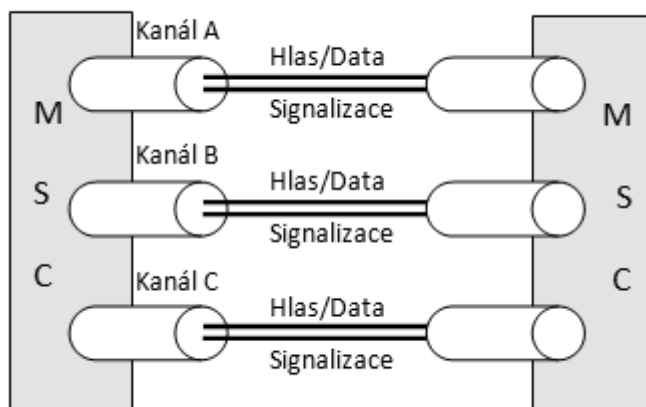 Kanál A
Hlas/Data
Signalizace
M
S
C
Kanál B
Hlas/Data
Signalizace
Kanál C
Hlas/Data
Signalizace
M
S
C